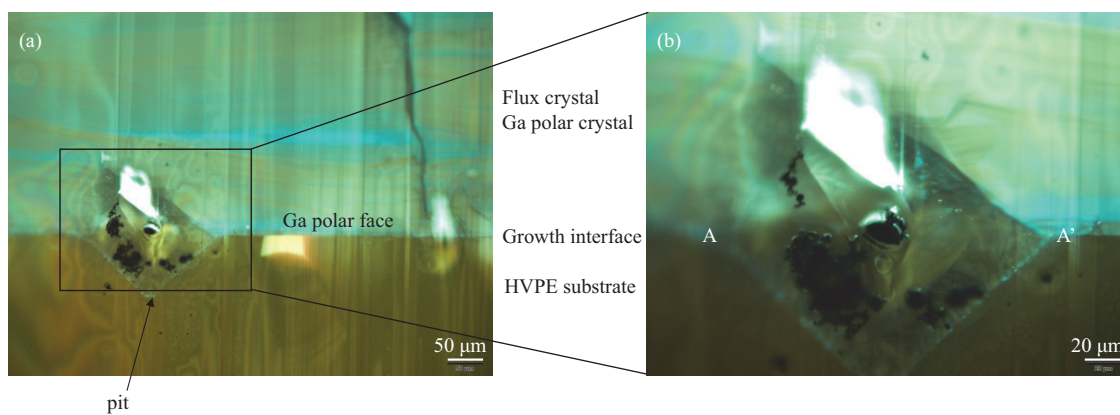 (a)
(b)
Flux crystal
Ga polar crystal
Ga polar face
Growth interface
A
A'
HVPE substrate
50 μm
20 μm
pit